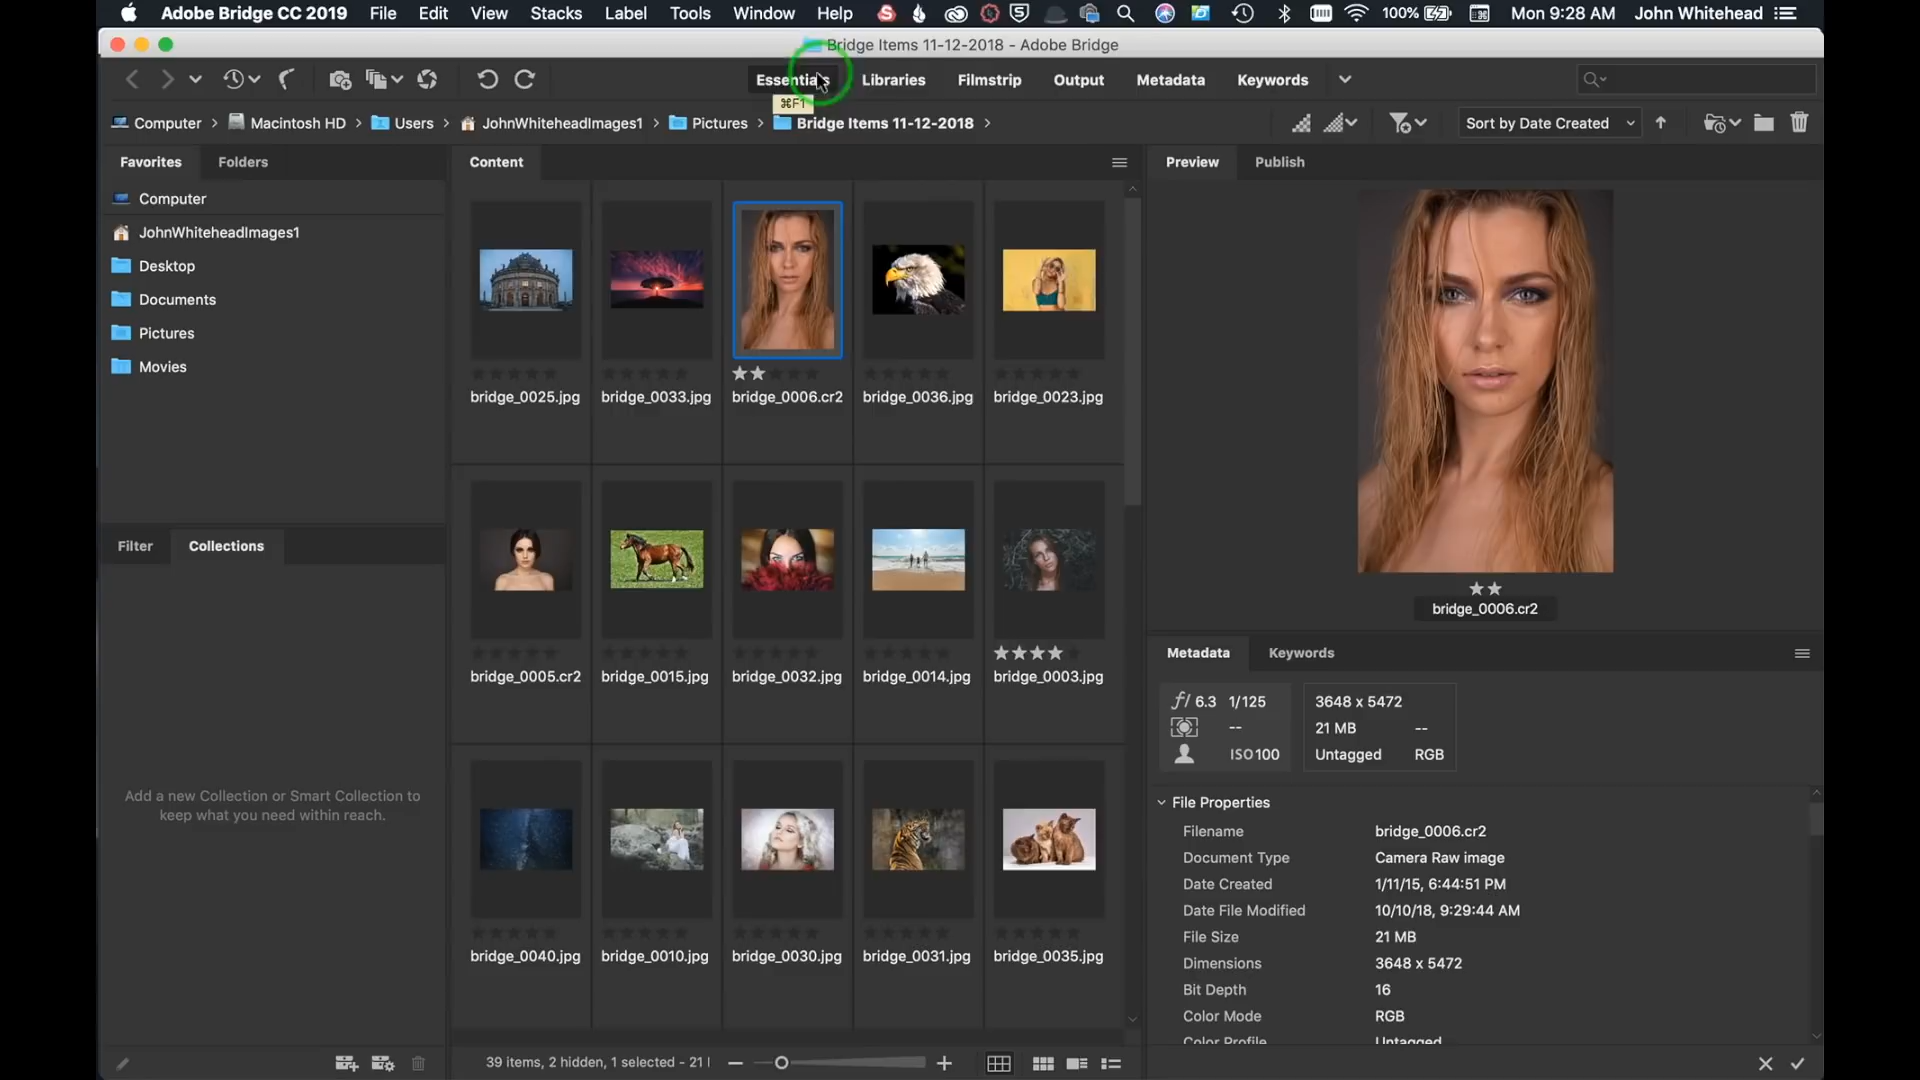 Adobe Bridge CC 2019 File Edit View Stacks Label Tools Window Help 100% Mon 9:28 AM John Whitehead
Bridge Items 11-12-2018 - Adobe Bridge
Essentials Libraries Filmstrip Output Metadata Keywords
⌘F1
Computer Macintosh HD Users JohnWhiteheadImages1 Pictures Bridge Items 11-12-2018 Sort by Date Created
Favorites Folders
Content
Preview Publish
Computer
JohnWhiteheadImages1
Desktop
Documents
Pictures
Movies
bridge_0025.jpg bridge_0033.jpg bridge_0006.cr2 bridge_0036.jpg bridge_0023.jpg
bridge_0006.cr2
Filter Collections
Add a new Collection or Smart Collection to
keep what you need within reach.
bridge_0005.cr2 bridge_0015.jpg bridge_0032.jpg bridge_0014.jpg bridge_0003.jpg
bridge_0040.jpg bridge_0010.jpg bridge_0030.jpg bridge_0031.jpg bridge_0035.jpg
Metadata Keywords
f/ 6.3 1/125
--
ISO100
3648 x 5472
21 MB --
Untagged RGB
File Properties
Filename bridge_0006.cr2
Document Type Camera Raw image
Date Created 1/11/15, 6:44:51 PM
Date File Modified 10/10/18, 9:29:44 AM
File Size 21 MB
Dimensions 3648 x 5472
Bit Depth 16
Color Mode RGB
Color Profile Untagged
39 items, 2 hidden, 1 selected - 21